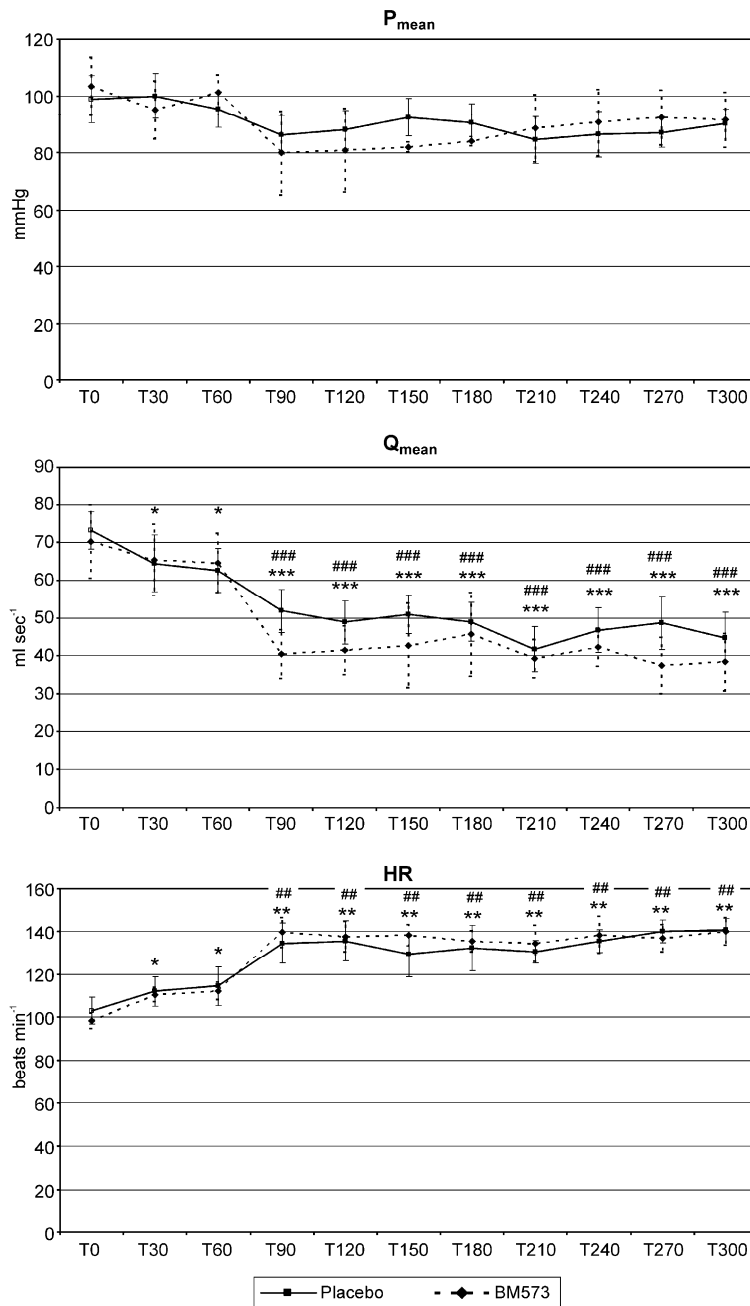 Pmean
120
100
80
60
40
20
0
mmHg
T0 T30 T60 T90 T120 T150 T180 T210 T240 T270 T300
Qmean
90
80
70
60
50
40
30
20
10
0
ml sec-1
* * ### ### ### ### ### ### ### ###
*** *** *** *** *** *** *** ***
T0 T30 T60 T90 T120 T150 T180 T210 T240 T270 T300
HR
160
140
120
100
80
60
40
20
0
beats min-1
## ## ## ## ## ## ## ##
* * ** ** ** ** ** ** ** **
T0 T30 T60 T90 T120 T150 T180 T210 T240 T270 T300
Placebo BM573